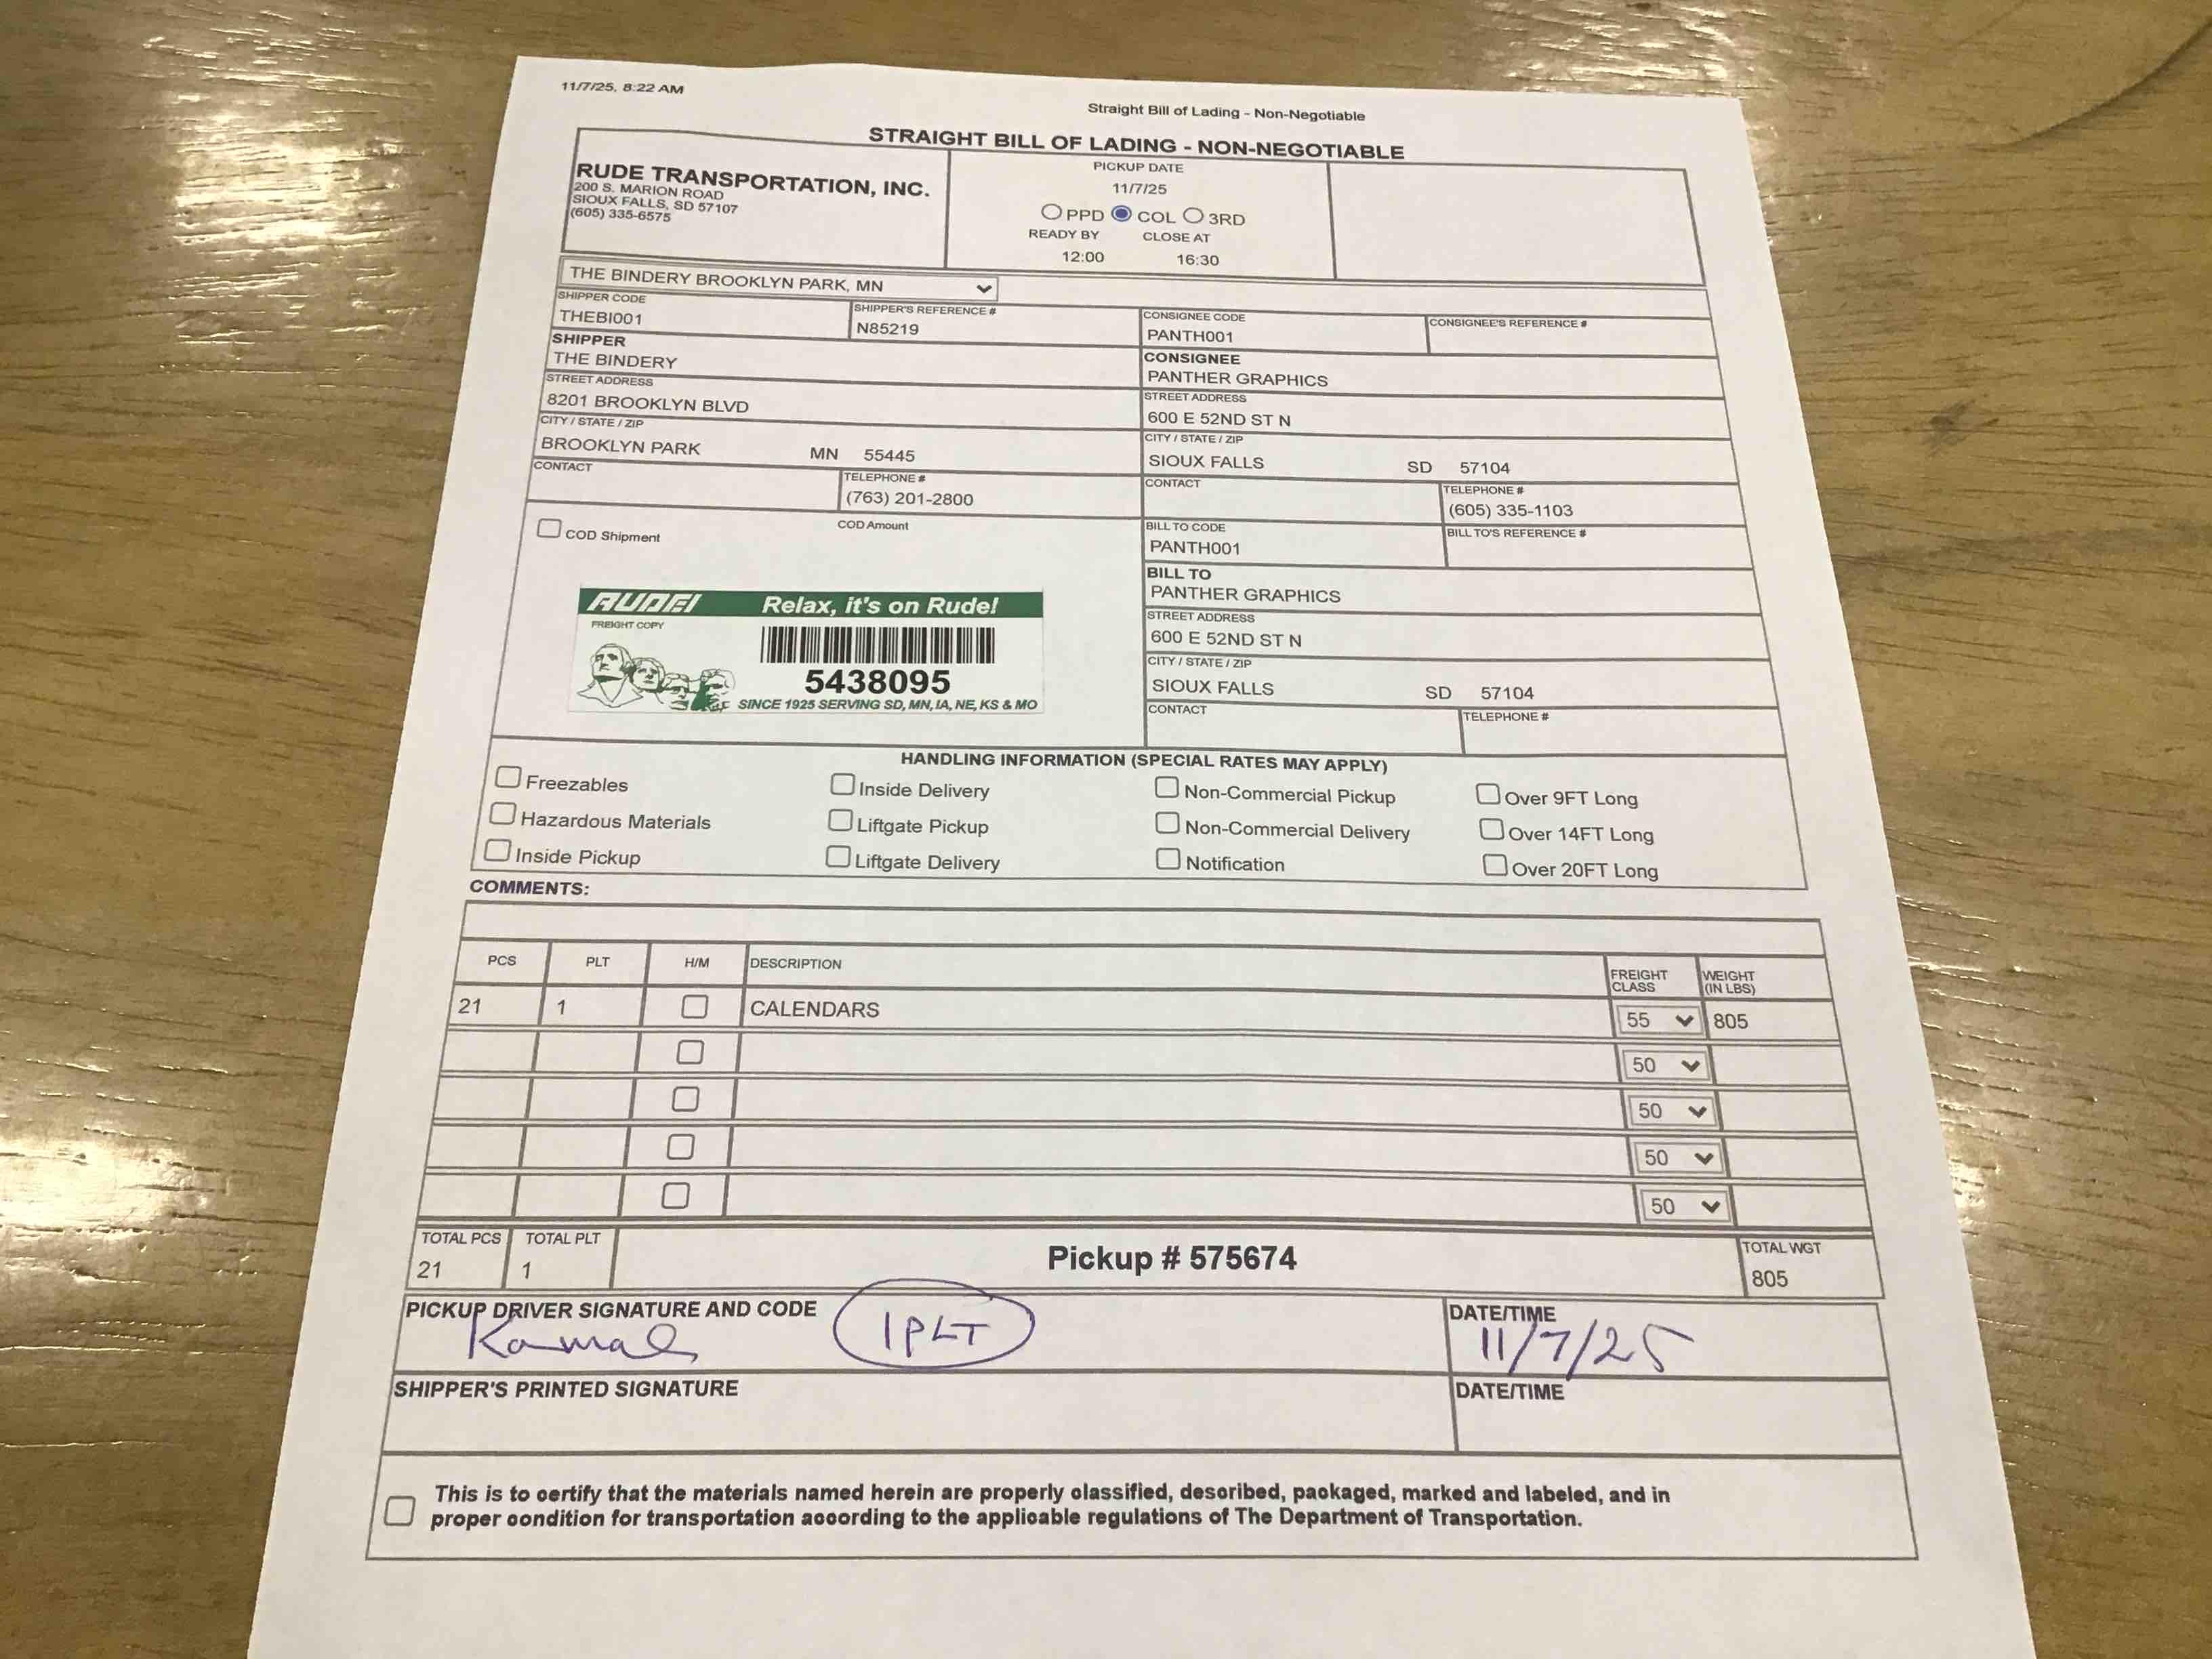 11/7/25, 8:22 AM
Straight Bill of Lading - Non-Negotiable
STRAIGHT BILL OF LADING - NON-NEGOTIABLE
RUDE TRANSPORTATION, INC.
200 S. MARION ROAD
SIOUX FALLS, SD 57107
(605) 335-6575
PICKUP DATE
11/7/25
PPD COL 3RD
READY BY CLOSE AT
12:00 16:30
THE BINDERY BROOKLYN PARK, MN
SHIPPER CODE SHIPPER'S REFERENCE #
THEBI001 N85219
SHIPPER
THE BINDERY
STREET ADDRESS
8201 BROOKLYN BLVD
CITY / STATE / ZIP
BROOKLYN PARK MN 55445
CONTACT TELEPHONE #
(763) 201-2800
CONSIGNEE CODE CONSIGNEE'S REFERENCE #
PANTH001
CONSIGNEE
PANTHER GRAPHICS
STREET ADDRESS
600 E 52ND ST N
CITY / STATE / ZIP
SIOUX FALLS SD 57104
CONTACT TELEPHONE #
(605) 335-1103
COD Shipment COD Amount
RUDE! Relax, it's on Rude!
FREIGHT COPY
5438095
SINCE 1925 SERVING SD, MN, IA, NE, KS & MO
BILL TO CODE BILL TO'S REFERENCE #
PANTH001
BILL TO
PANTHER GRAPHICS
STREET ADDRESS
600 E 52ND ST N
CITY / STATE / ZIP
SIOUX FALLS SD 57104
CONTACT TELEPHONE #
HANDLING INFORMATION (SPECIAL RATES MAY APPLY)
Freezables Inside Delivery Non-Commercial Pickup Over 9FT Long
Hazardous Materials Liftgate Pickup Non-Commercial Delivery Over 14FT Long
Inside Pickup Liftgate Delivery Notification Over 20FT Long
COMMENTS:
PCS PLT H/M DESCRIPTION FREIGHT CLASS WEIGHT (IN LBS)
21 1 CALENDARS 55 805
50
50
50
50
TOTAL PCS TOTAL PLT TOTAL WGT
21 1 Pickup # 575674 805
PICKUP DRIVER SIGNATURE AND CODE DATE/TIME
Kamal 1 PLT 11/7/25
SHIPPER'S PRINTED SIGNATURE DATE/TIME
This is to certify that the materials named herein are properly classified, described, packaged, marked and labeled, and in
proper condition for transportation according to the applicable regulations of The Department of Transportation.